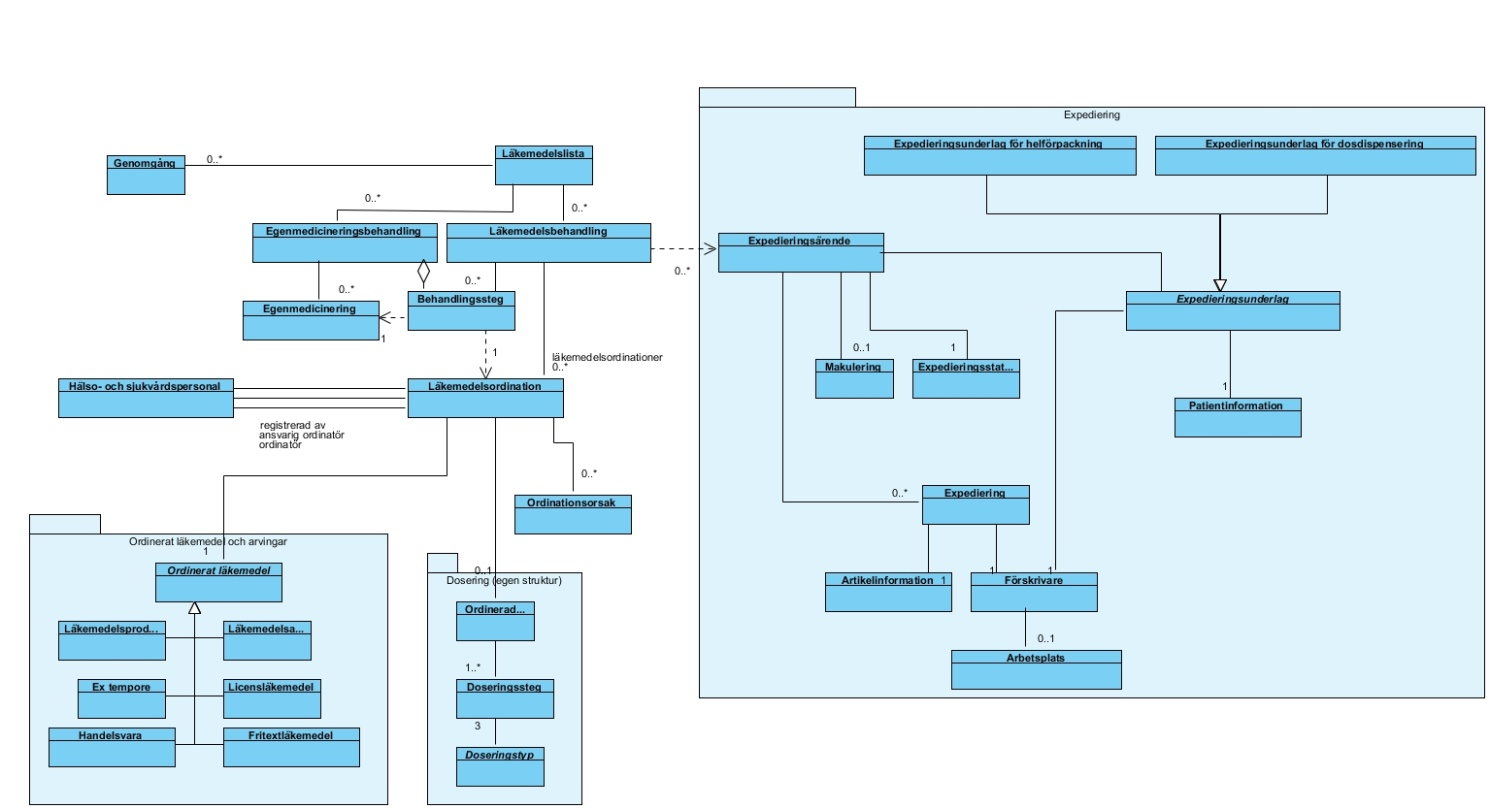 Expediering
Expedieringsunderlag för helförpackning
Expedieringsunderlag för dosdispensering
Läkemedelslista
Genomgång
0..*
0..*
0..*
Egenmedicineringsbehandling
Läkemedelsbehandling
Expedieringsärende
0..*
0..*
0..*
Behandlingssteg
Egenmedicinering
1
Expedieringsunderlag
1
läkemedelsordinationer
0..*
0..1
1
Makulering
Expedieringsstat...
Hälso- och sjukvårdspersonal
Läkemedelsordination
1
Patientinformation
registrerad av
ansvarig ordinatör
ordinatör
0..*
Ordinationsorsak
0..*
Expediering
Ordinerat läkemedel och arvingar
1
Ordinerat läkemedel
0..1
Dosering (egen struktur)
Artikelinformation 1
1
1
Förskrivare
Ordinerad...
Läkemedelsprod...
Läkemedelsa...
0..1
Arbetsplats
1..*
Ex tempore
Licensläkemedel
Doseringssteg
3
Handelsvara
Fritextläkemedel
Doseringstyp